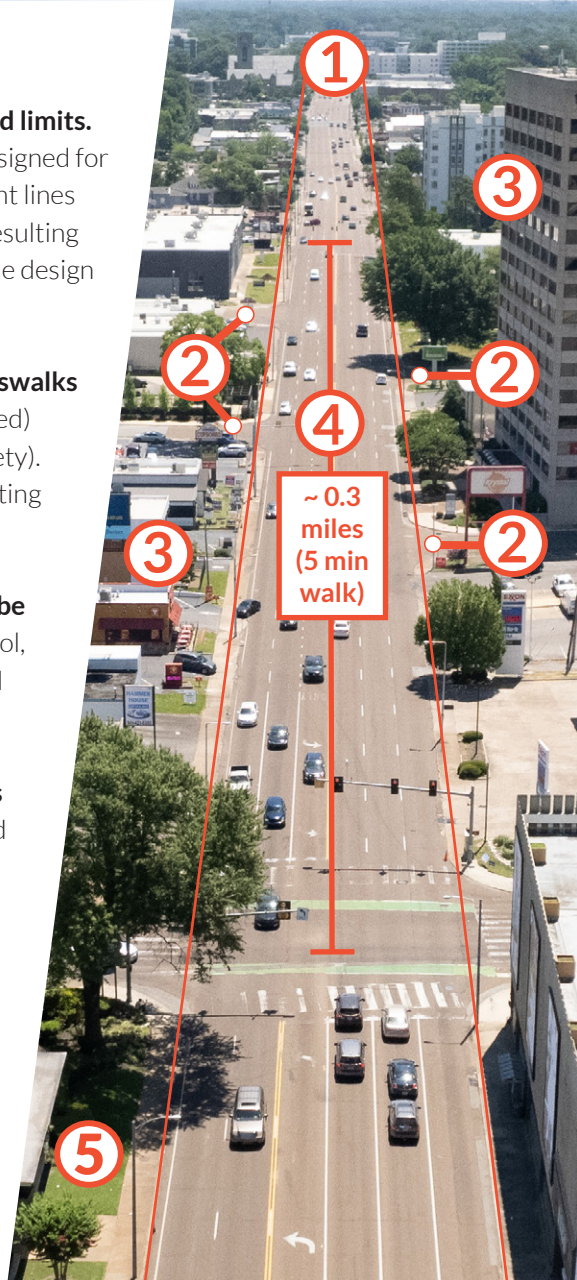 d limits.
signed for
nt lines
esulting
e design
swalks
ed)
ety).
ting
be
ol,
l
s
d
1
3
2
2
4
~ 0.3
miles
(5 min
walk)
3
2
5
EXXON